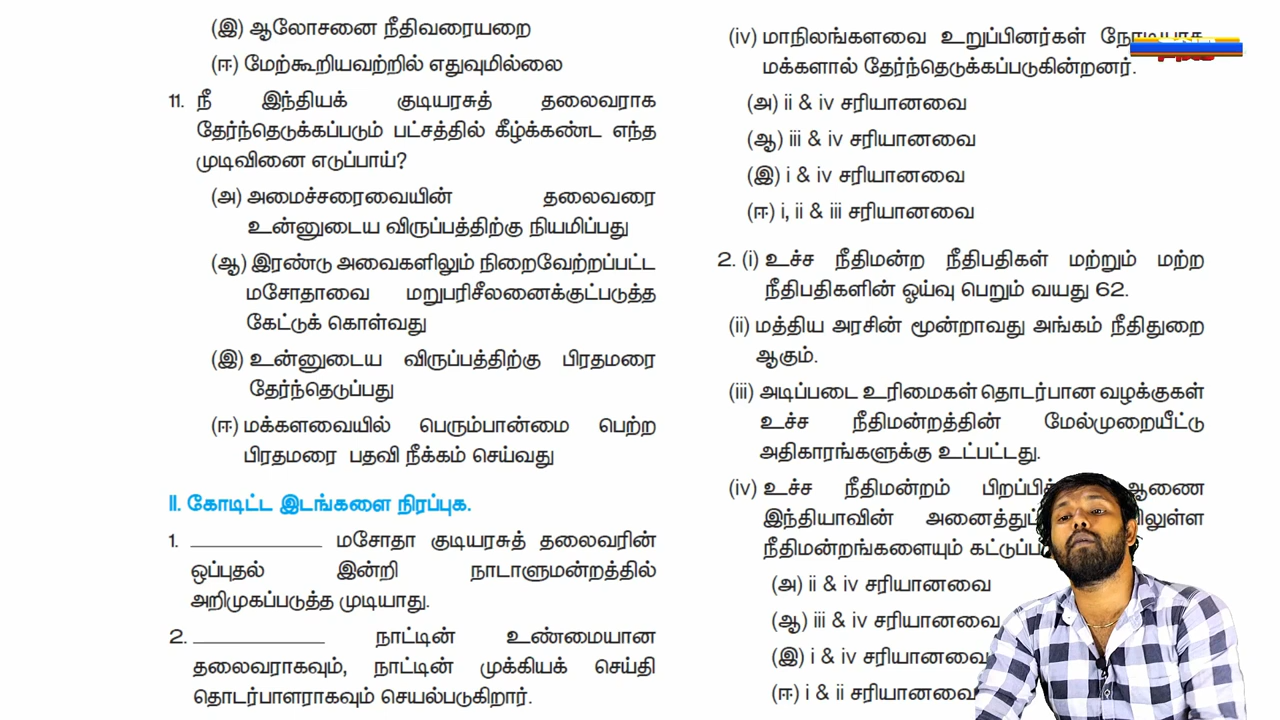 (இ) ஆலோசனை நீதிவரையறை
(ஈ) மேற்கூறியவற்றில் எதுவுமில்லை
11. நீ இந்தியக் குடியரசுத் தலைவராக
தேர்ந்தெடுக்கப்படும் பட்சத்தில் கீழ்க்கண்ட எந்த
முடிவினை எடுப்பாய்?
(அ) அமைச்சரைவையின் தலைவரை
உன்னுடைய விருப்பத்திற்கு நியமிப்பது
(ஆ) இரண்டு அவைகளிலும் நிறைவேற்றப்பட்ட
மசோதாவை மறுபரிசீலனைக்குட்படுத்த
கேட்டுக் கொள்வது
(இ) உன்னுடைய விருப்பத்திற்கு பிரதமரை
தேர்ந்தெடுப்பது
(ஈ) மக்களவையில் பெரும்பான்மை பெற்ற
பிரதமரை பதவி நீக்கம் செய்வது
II. கோடிட்ட இடங்களை நிரப்புக.
1. ____________ மசோதா குடியரசுத் தலைவரின்
ஒப்புதல் இன்றி நாடாளுமன்றத்தில்
அறிமுகப்படுத்த முடியாது.
2. ____________ நாட்டின் உண்மையான
தலைவராகவும், நாட்டின் முக்கியக் செய்தி
தொடர்பாளராகவும் செயல்படுகிறார்.
(iv) மாநிலங்களவை உறுப்பினர்கள்
மக்களால் தேர்ந்தெடுக்கப்படுகின்றனர்.
(அ) ii & iv சரியானவை
(ஆ) iii & iv சரியானவை
(இ) i & iv சரியானவை
(ஈ) i, ii & iii சரியானவை
2. (i) உச்ச நீதிமன்ற நீதிபதிகள் மற்றும் மற்ற
நீதிபதிகளின் ஓய்வு பெறும் வயது 62.
(ii) மத்திய அரசின் மூன்றாவது அங்கம் நீதிதுறை
ஆகும்.
(iii) அடிப்படை உரிமைகள் தொடர்பான வழக்குகள்
உச்ச நீதிமன்றத்தின் மேல்முறையீட்டு
அதிகாரங்களுக்கு உட்பட்டது.
(iv) உச்ச நீதிமன்றம் ஆணை
இந்தியாவின்
நீதிமன்றங்களையும்
(அ) ii & iv சரியானவை
(ஆ) iii & iv சரியானவை
(இ) i & iv சரியானவை
(ஈ) i & ii சரியானவை